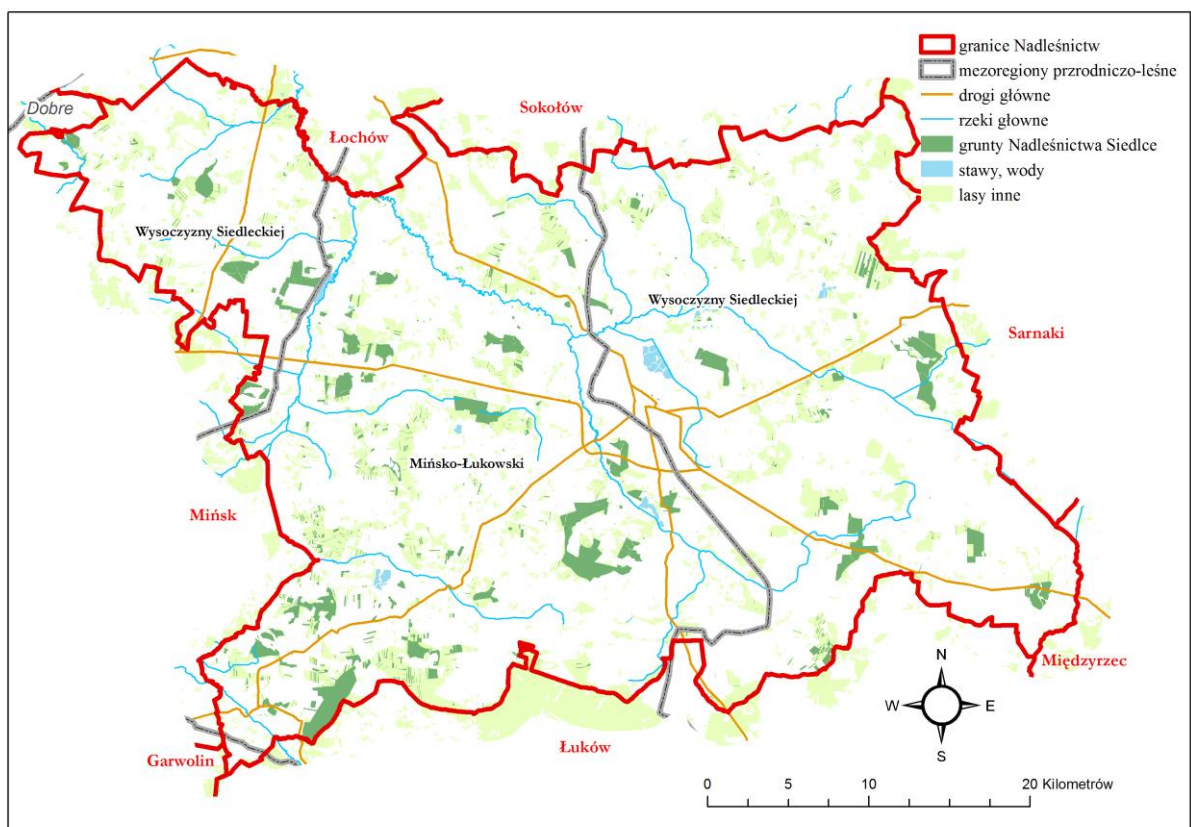 granice Nadleśnictw
mezoregiony przrodniczo-leśne
drogi główne
rzeki głowne
grunty Nadleśnictwa Siedlce
stawy, wody
lasy inne
Dobre
Sokołów
Łochów
Wysoczyzny Siedleckiej
Wysoczyzny Siedleckiej
Sarnaki
Mińsko-Łukowski
Mińsk
Międzyrzec
N
W
E
S
Łuków
Garwolin
0 5 10 20 Kilometrów